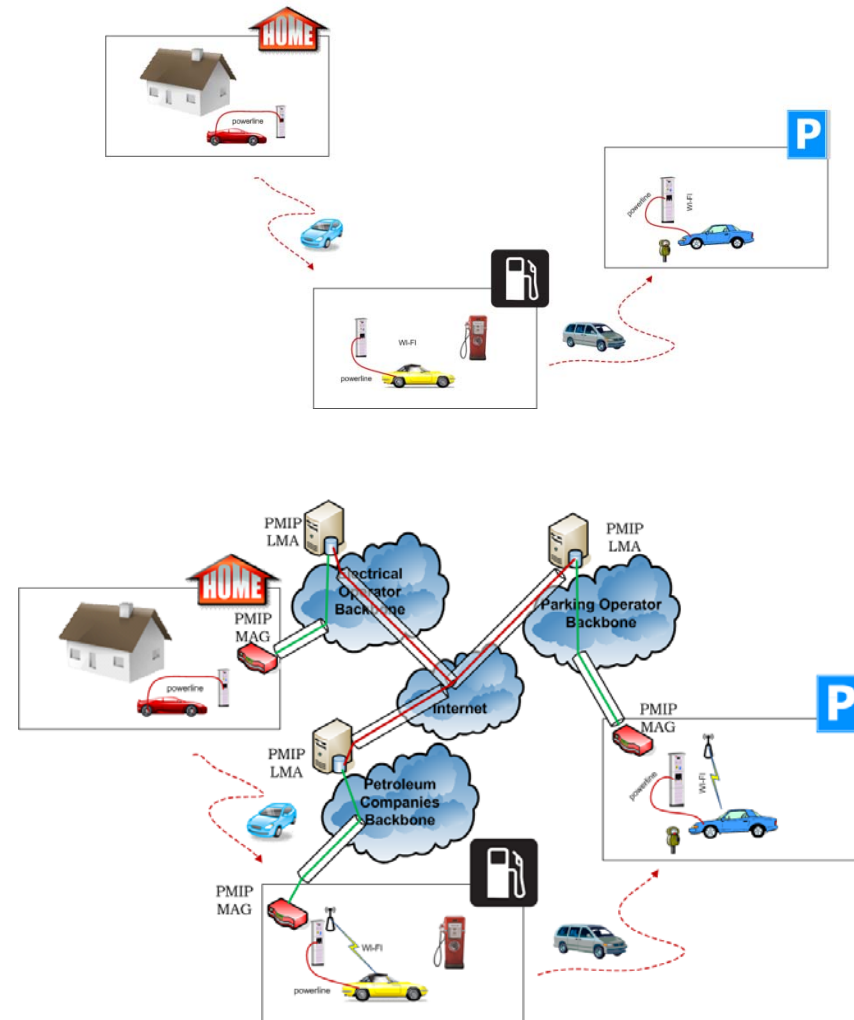 HOME
powerline
P
powerline
WI-FI
WI-FI
powerline
PMIP
LMA
PMIP
LMA
Electrical
Operator
Backbone
HOME
Parking Operator
Backbone
PMIP
MAG
powerline
Internet
PMIP
MAG
P
PMIP
LMA
Petroleum
Companies
Backbone
powerline
WI-FI
PMIP
MAG
WI-FI
powerline